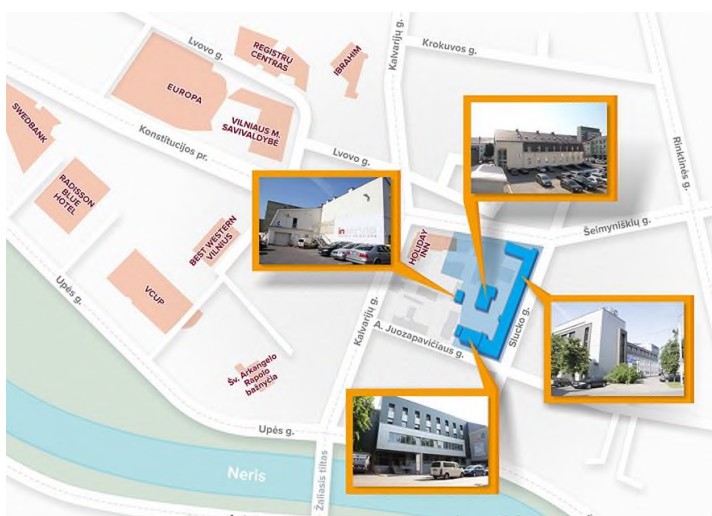 Lvovo g.
REGISTRŲ
CENTRAS
IBRAHIM
Krokuvos g.
Kalvarijų g.
EUROPA
VILNIAUS M.
SAVIVALDYBĖ
SWEDBANK
Konstitucijos pr.
Lvovo g.
Rinktinės g.
RADISSON
BLUE
HOTEL
Šeimyniškių g.
BEST WESTERN
VILNIUS
HOLIDAY
INN
Upės g.
VCUP
Kalvarijų g.
A. Juozapavičiaus g.
Slucko g.
Šv. Arkangelo
Rapolo
bažnyčia
Upės g.
Neris
Žaliasis tiltas